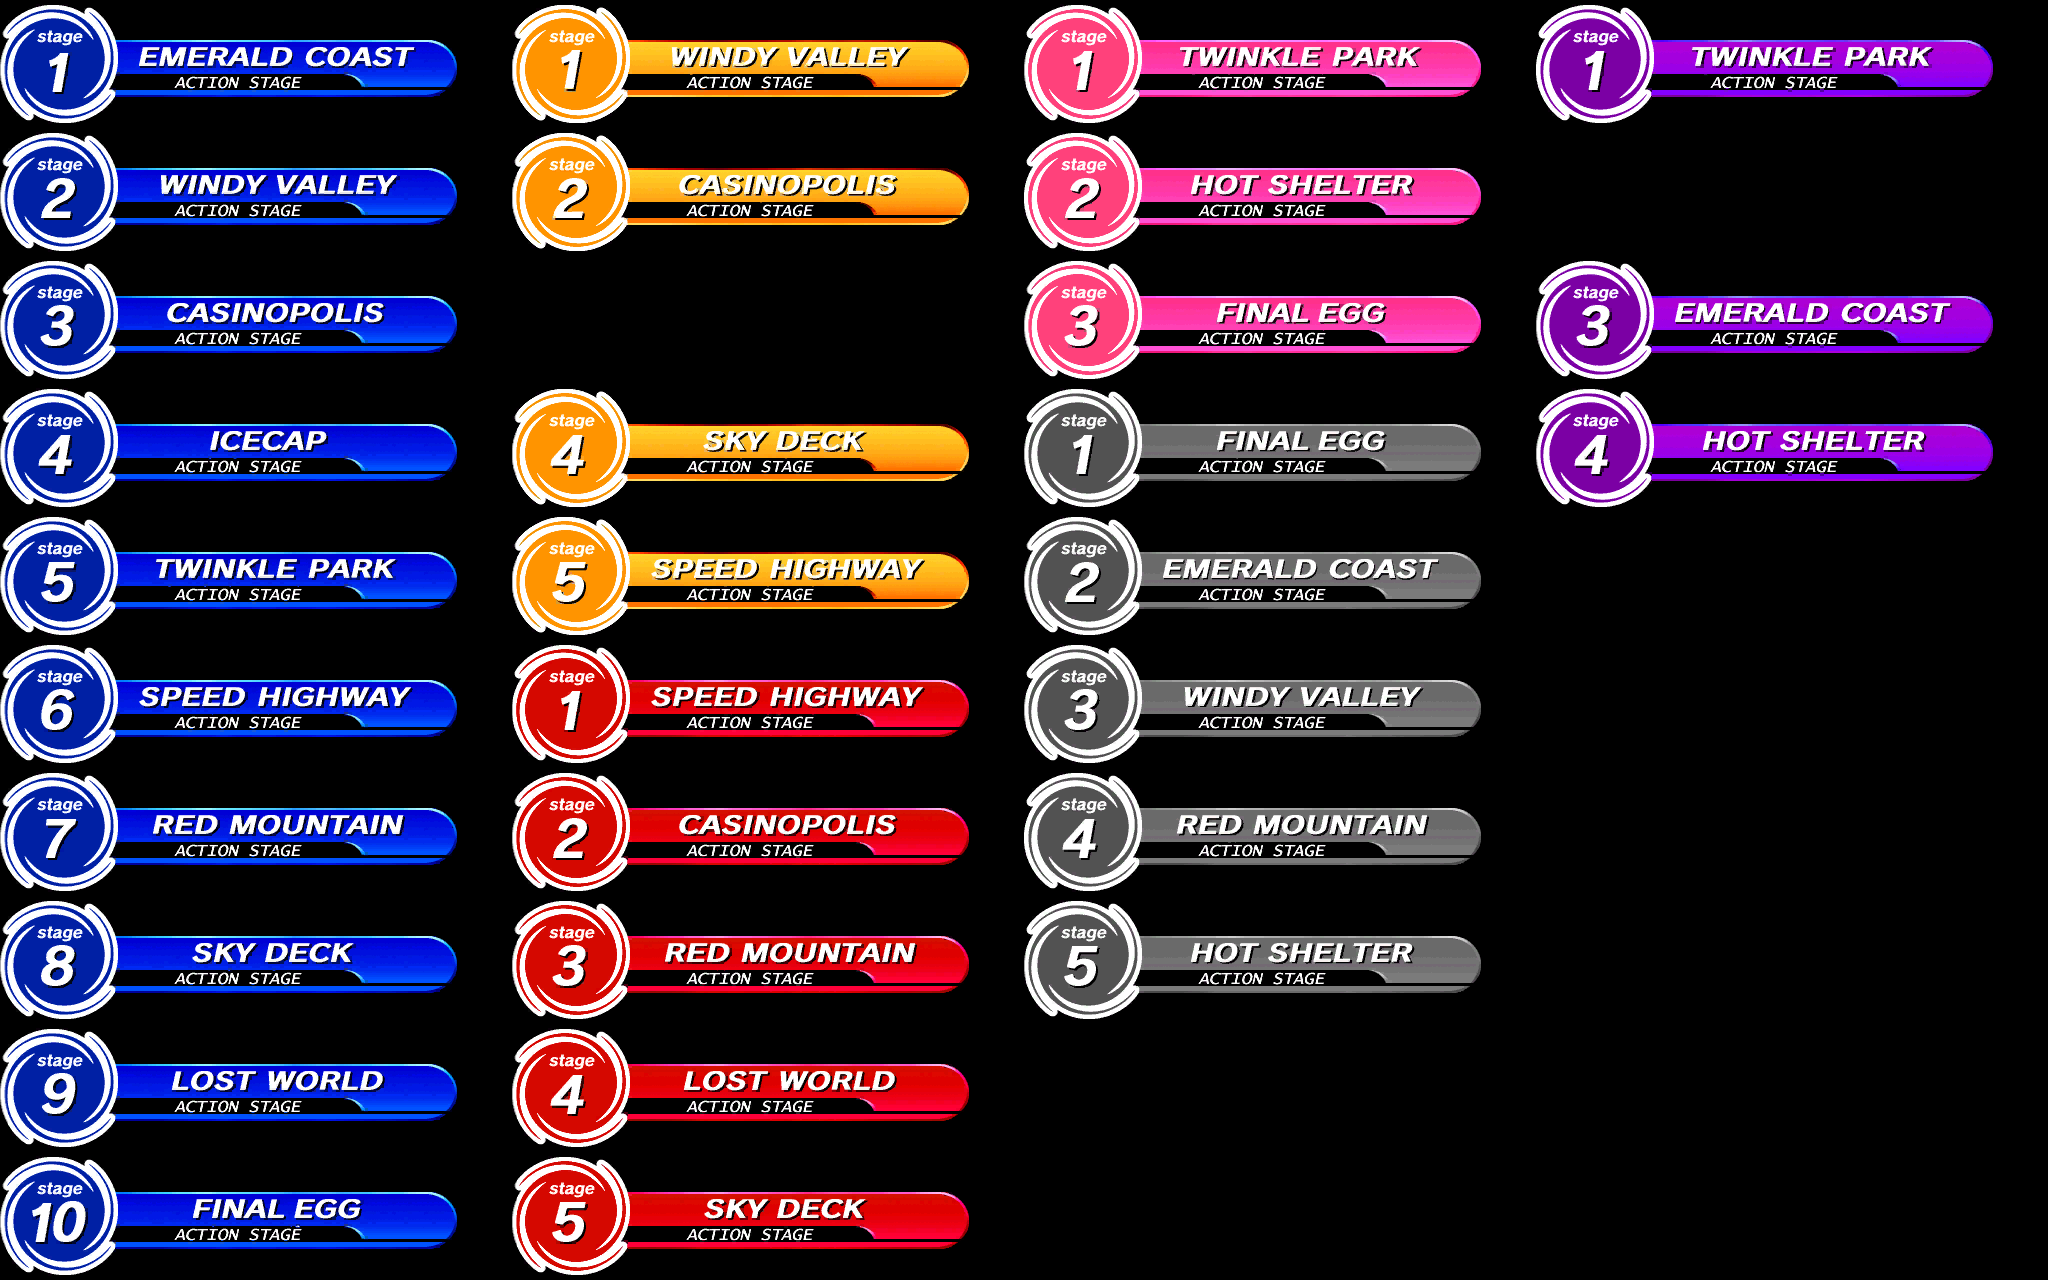 stage
1
EMERALD COAST
ACTION STAGE
stage
2
WINDY VALLEY
ACTION STAGE
stage
3
CASINOPOLIS
ACTION STAGE
stage
4
ICECAP
ACTION STAGE
stage
5
TWINKLE PARK
ACTION STAGE
stage
6
SPEED HIGHWAY
ACTION STAGE
stage
7
RED MOUNTAIN
ACTION STAGE
stage
8
SKY DECK
ACTION STAGE
stage
9
LOST WORLD
ACTION STAGE
stage
10
FINAL EGG
ACTION STAGE
stage
1
WINDY VALLEY
ACTION STAGE
stage
2
CASINOPOLIS
ACTION STAGE
stage
4
SKY DECK
ACTION STAGE
stage
5
SPEED HIGHWAY
ACTION STAGE
stage
1
SPEED HIGHWAY
ACTION STAGE
stage
2
CASINOPOLIS
ACTION STAGE
stage
3
RED MOUNTAIN
ACTION STAGE
stage
4
LOST WORLD
ACTION STAGE
stage
5
SKY DECK
ACTION STAGE
stage
1
TWINKLE PARK
ACTION STAGE
stage
2
HOT SHELTER
ACTION STAGE
stage
3
FINAL EGG
ACTION STAGE
stage
1
FINAL EGG
ACTION STAGE
stage
2
EMERALD COAST
ACTION STAGE
stage
3
WINDY VALLEY
ACTION STAGE
stage
4
RED MOUNTAIN
ACTION STAGE
stage
5
HOT SHELTER
ACTION STAGE
stage
1
TWINKLE PARK
ACTION STAGE
stage
3
EMERALD COAST
ACTION STAGE
stage
4
HOT SHELTER
ACTION STAGE